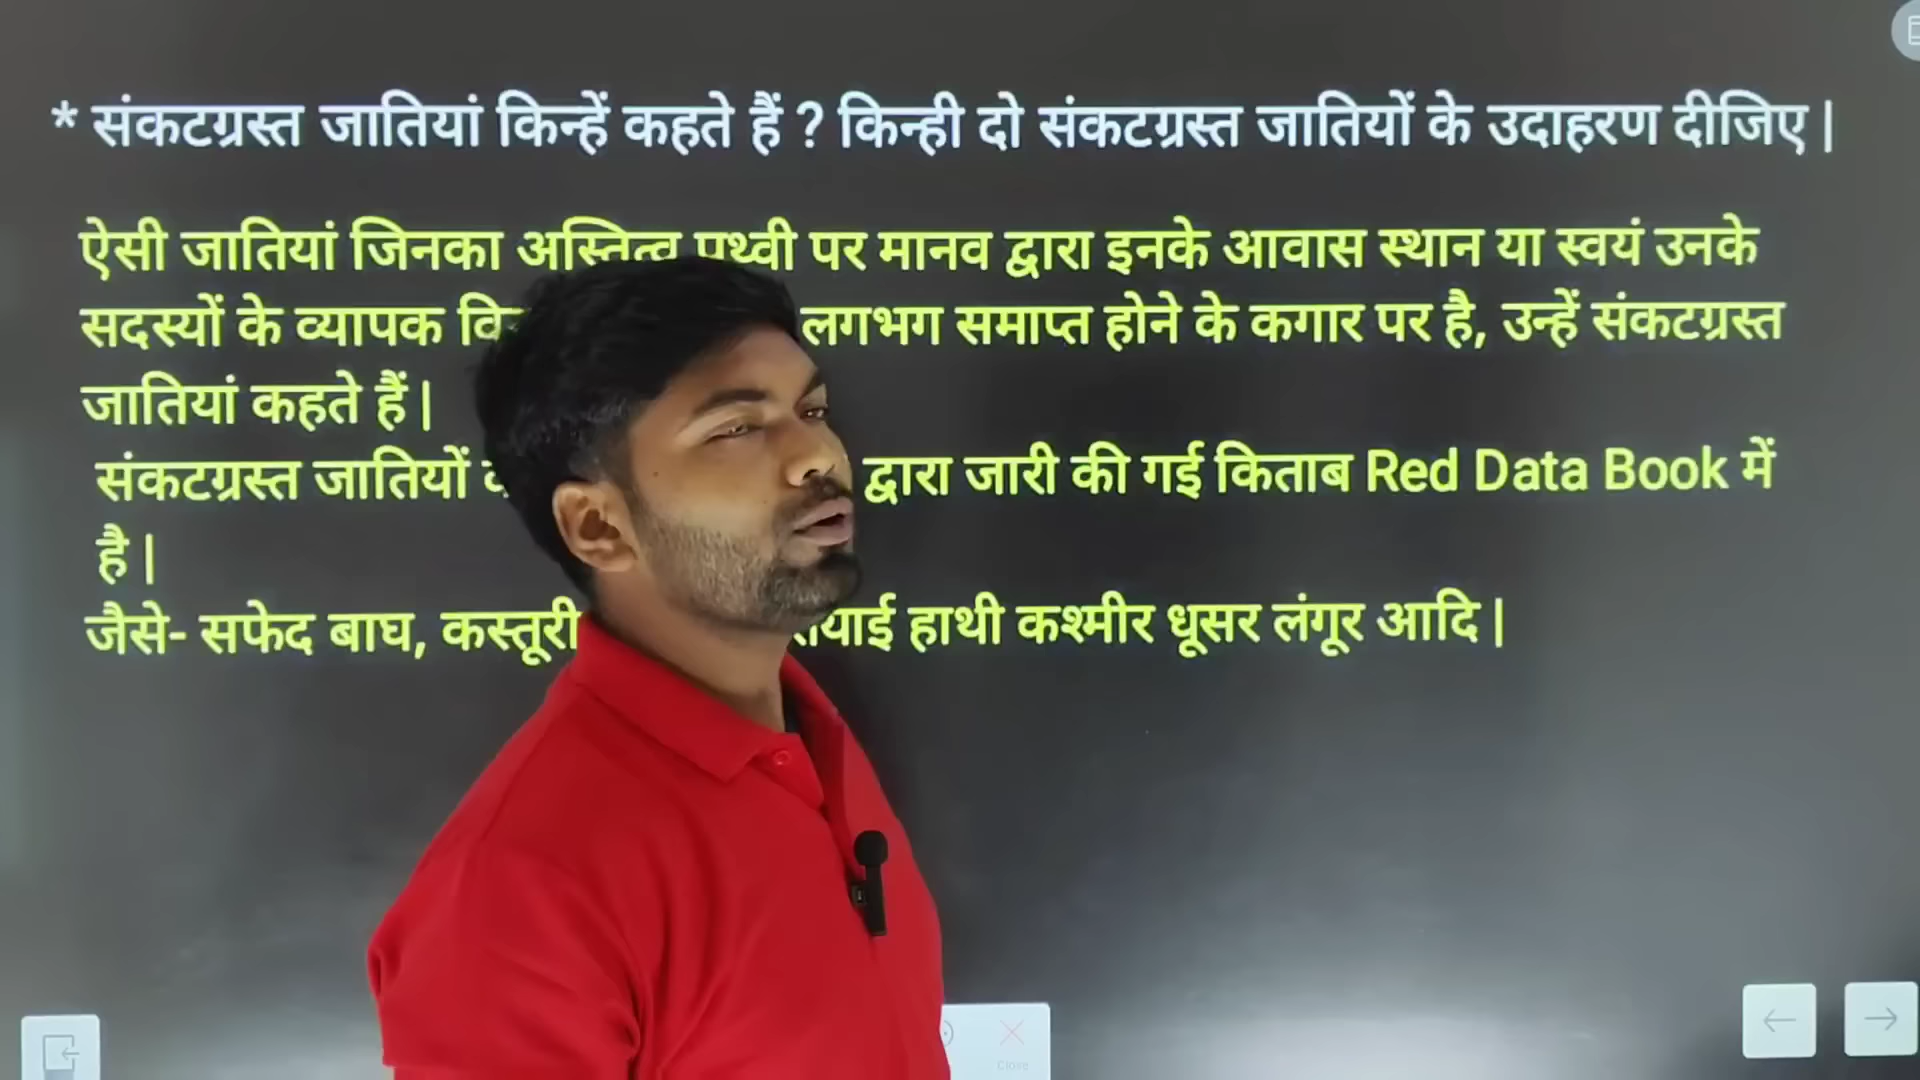 * संकटग्रस्त जातियां किन्हें कहते हैं ? किन्ही दो संकटग्रस्त जातियों के उदाहरण दीजिए |
ऐसी जातियां जिनका अस्तित्व पृथ्वी पर मानव द्वारा इनके आवास स्थान या स्वयं उनके
सदस्यों के व्यापक लगभग समाप्त होने के कगार पर है, उन्हें संकटग्रस्त
जातियां कहते हैं |
संकटग्रस्त जातियों द्वारा जारी की गई किताब Red Data Book में
है |
जैसे- सफेद बाघ, कस्तूरी हाथी कश्मीर धूसर लंगूर आदि |
Close